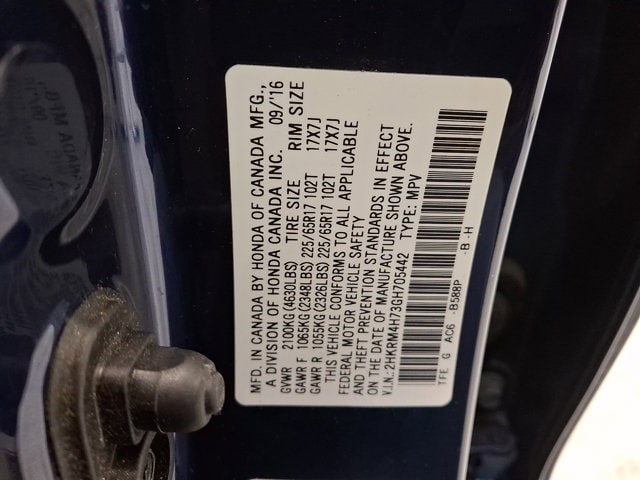 MFD. IN CANADA BY HONDA OF CANADA MFG.,
A DIVISION OF HONDA CANADA INC. 09/'16
GVWR 2100KG(4630LBS) TIRE SIZE RIM SIZE
GAWR F 1065KG(2348LBS) 225/65R17 102T 17X7J
GAWR R 1055KG(2326LBS) 225/65R17 102T 17X7J
THIS VEHICLE CONFORMS TO ALL APPLICABLE
FEDERAL MOTOR VEHICLE SAFETY
AND THEFT PREVENTION STANDARDS IN EFFECT
ON THE DATE OF MANUFACTURE SHOWN ABOVE.
V.I.N.: 2HKRM4H73GH705442 TYPE: MPV
TFE G AC6 -B588P -B -H